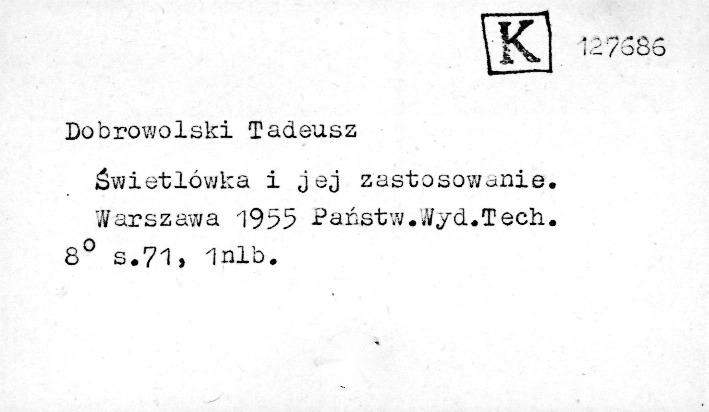 K 127686
Dobrowolski Tadeusz
Świetlówka i jej zastosowanie.
Warszawa 1955 Państw.Wyd.Tech.
8° s.71, 1nlb.